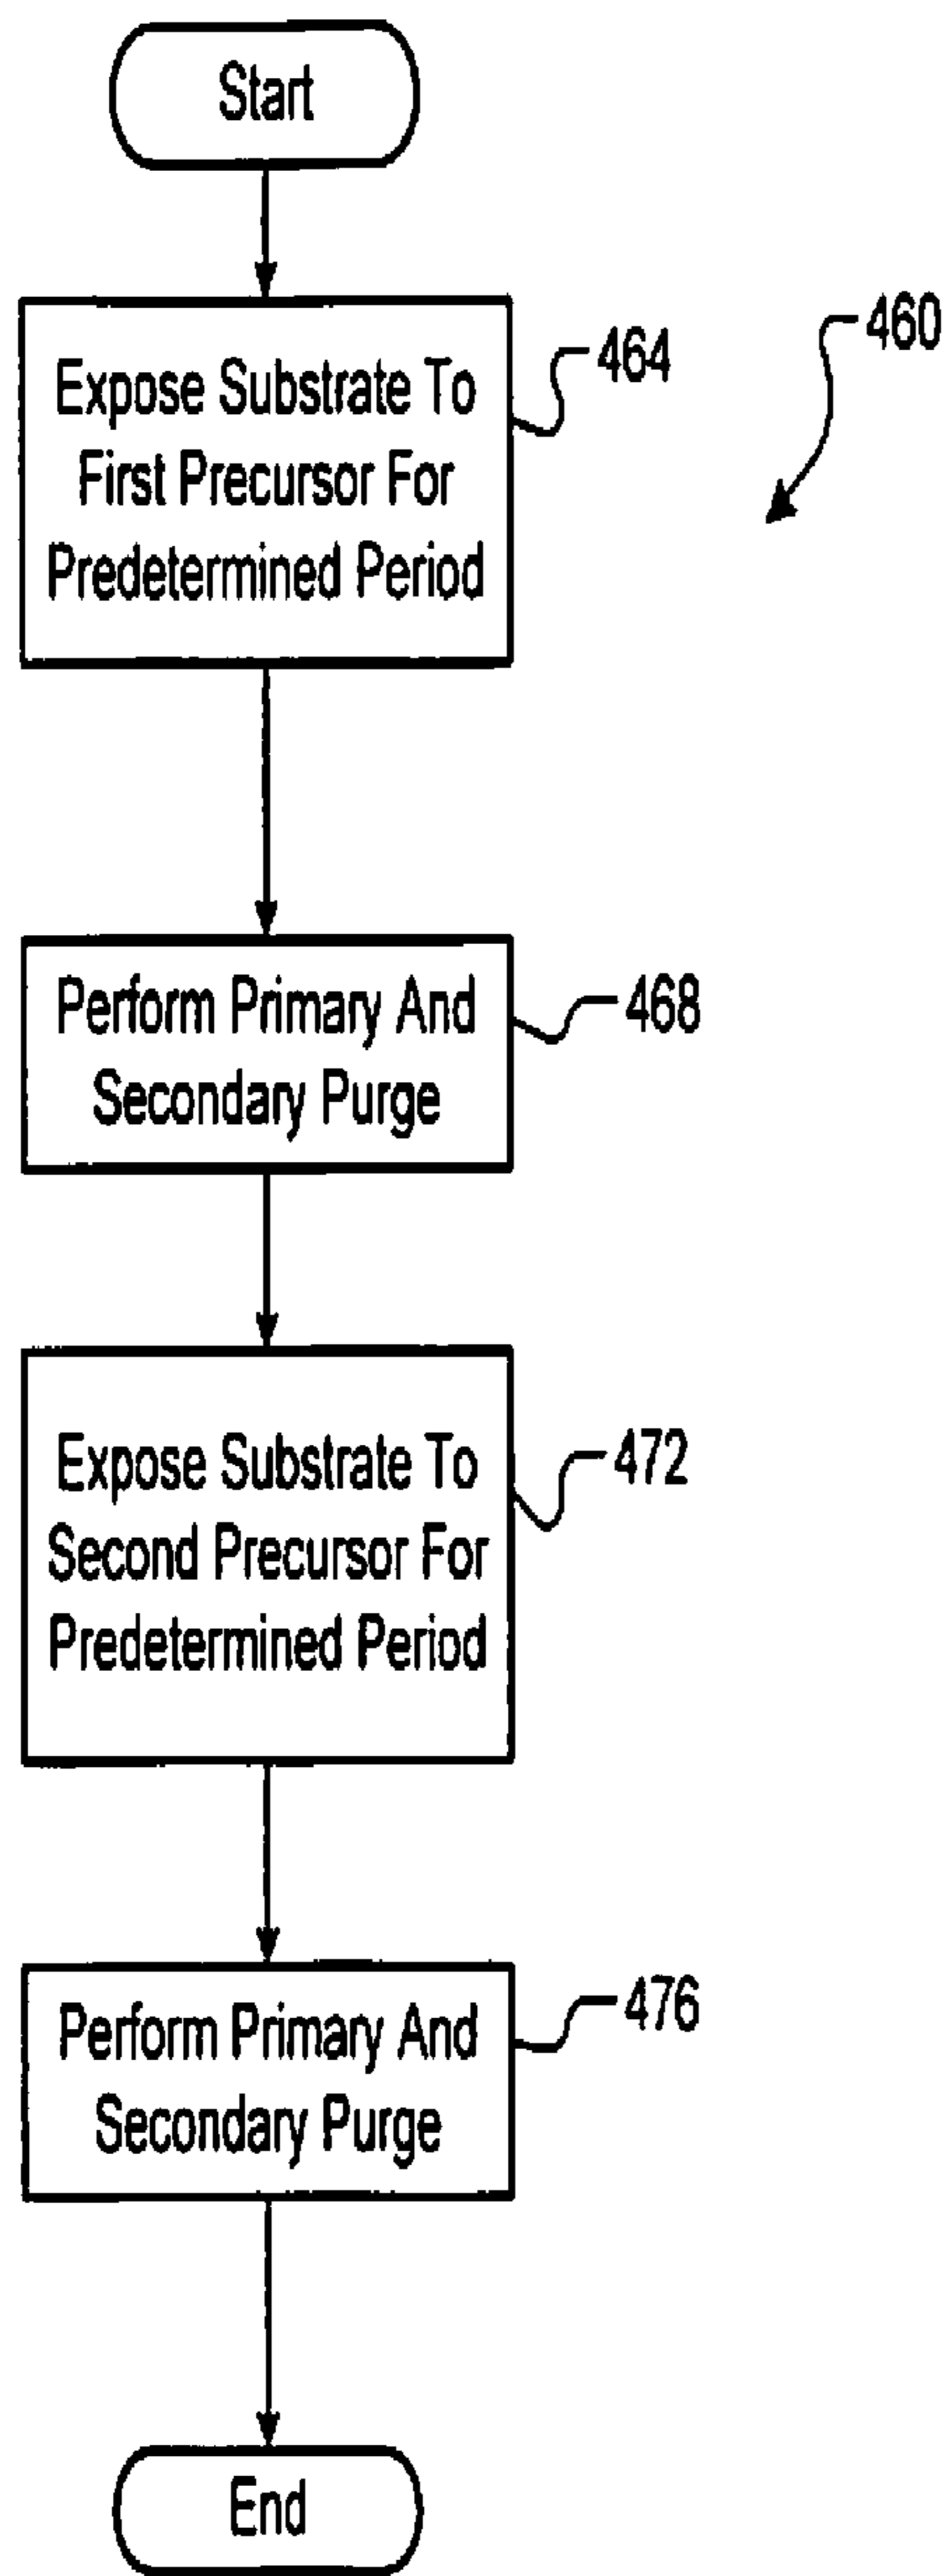 Start
460
Expose Substrate To
First Precursor For
Predetermined Period
464
Perform Primary And
Secondary Purge
468
Expose Substrate To
Second Precursor For
Predetermined Period
472
Perform Primary And
Secondary Purge
476
End